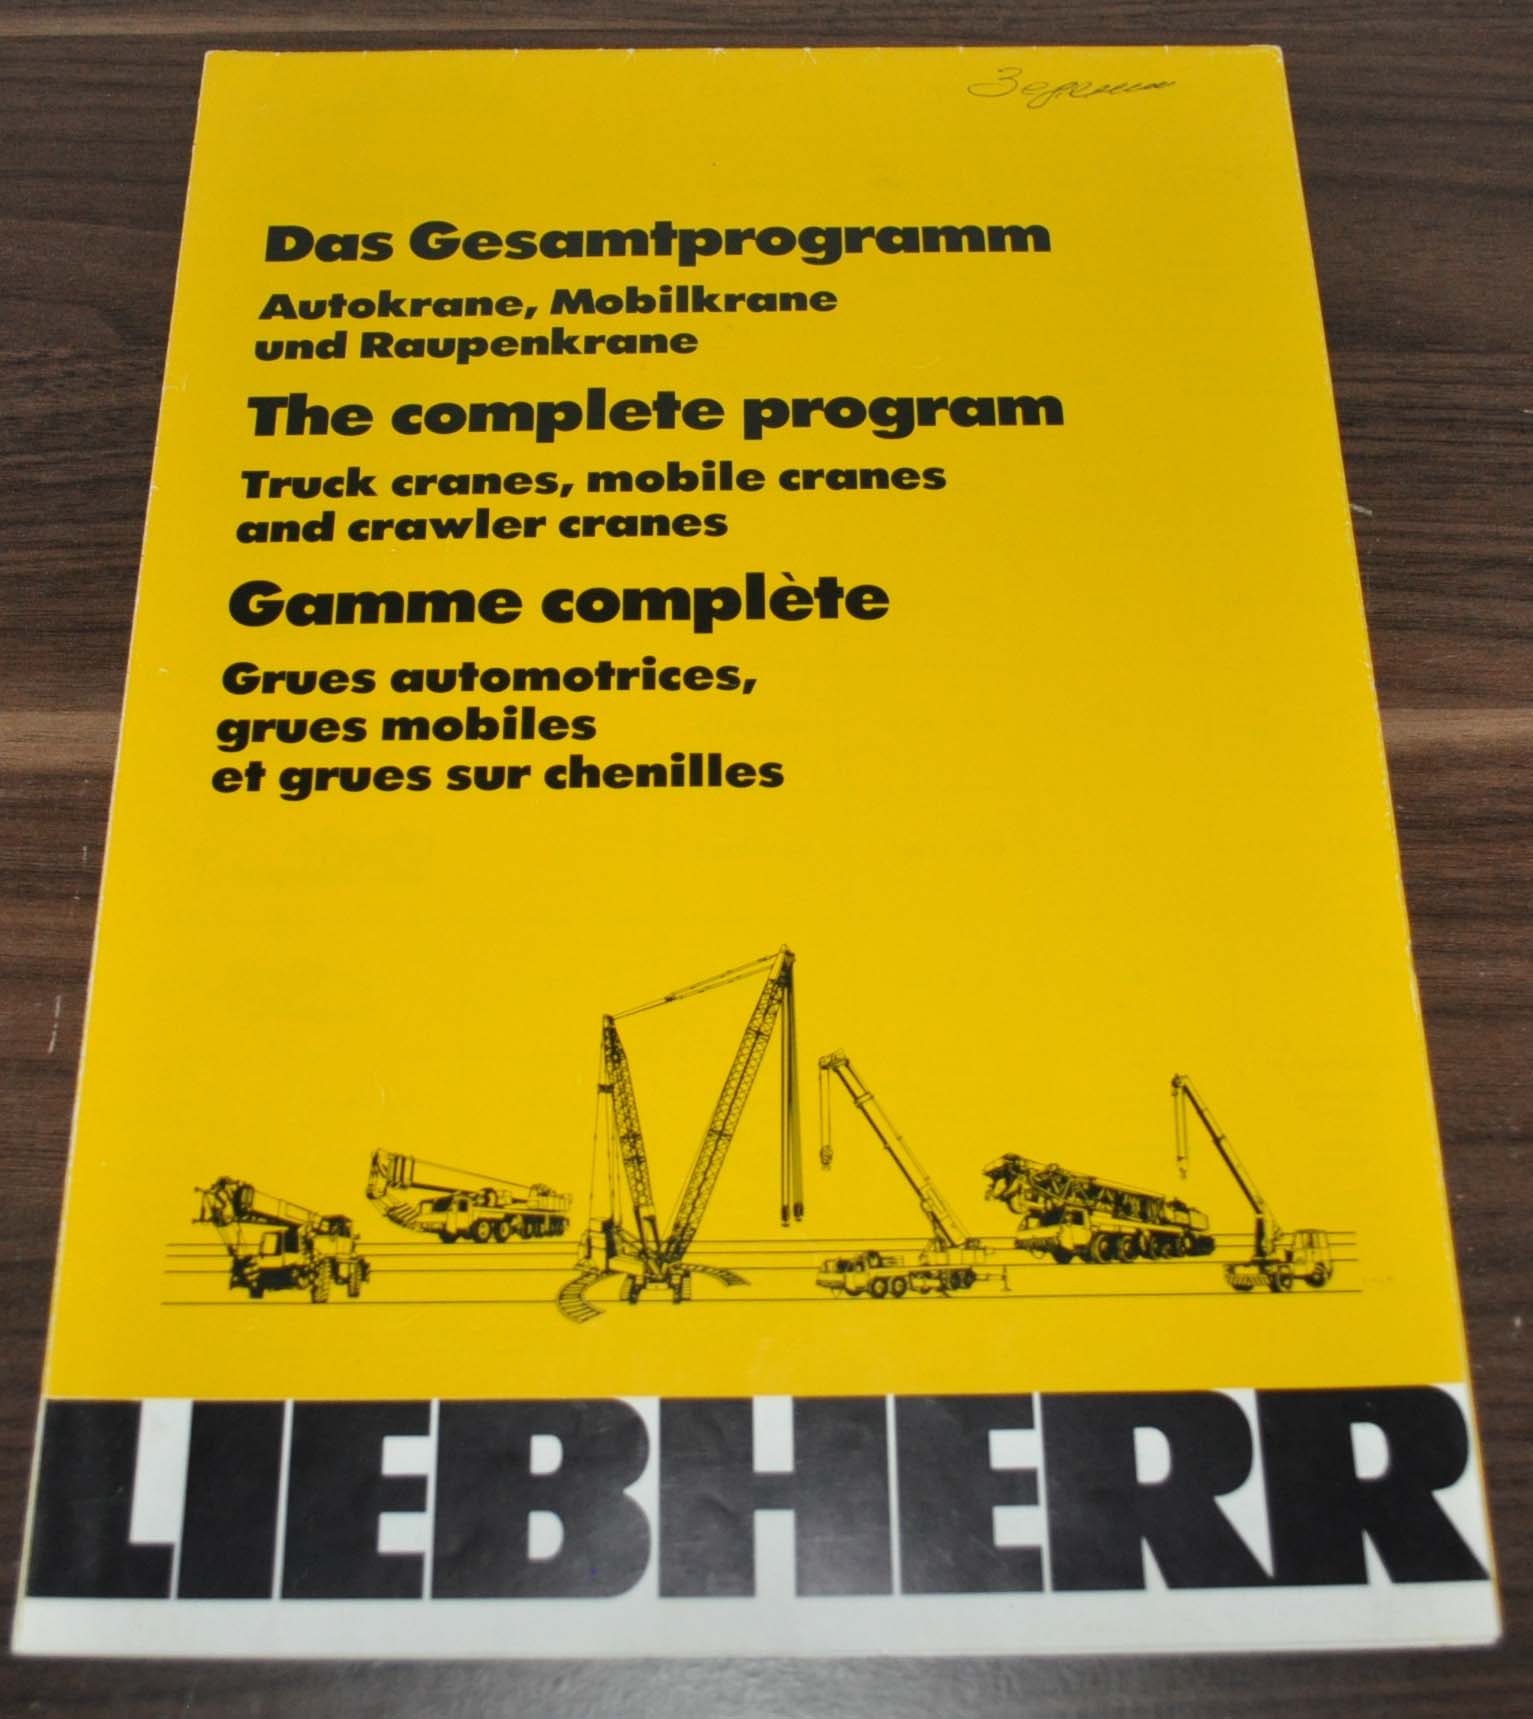 Das Gesamtprogramm
Autokrane, Mobilkrane
und Raupenkrane
The complete program
Truck cranes, mobile cranes
and crawler cranes
Gamme complète
Grues automotrices,
grues mobiles
et grues sur chenilles
LIEBHERR